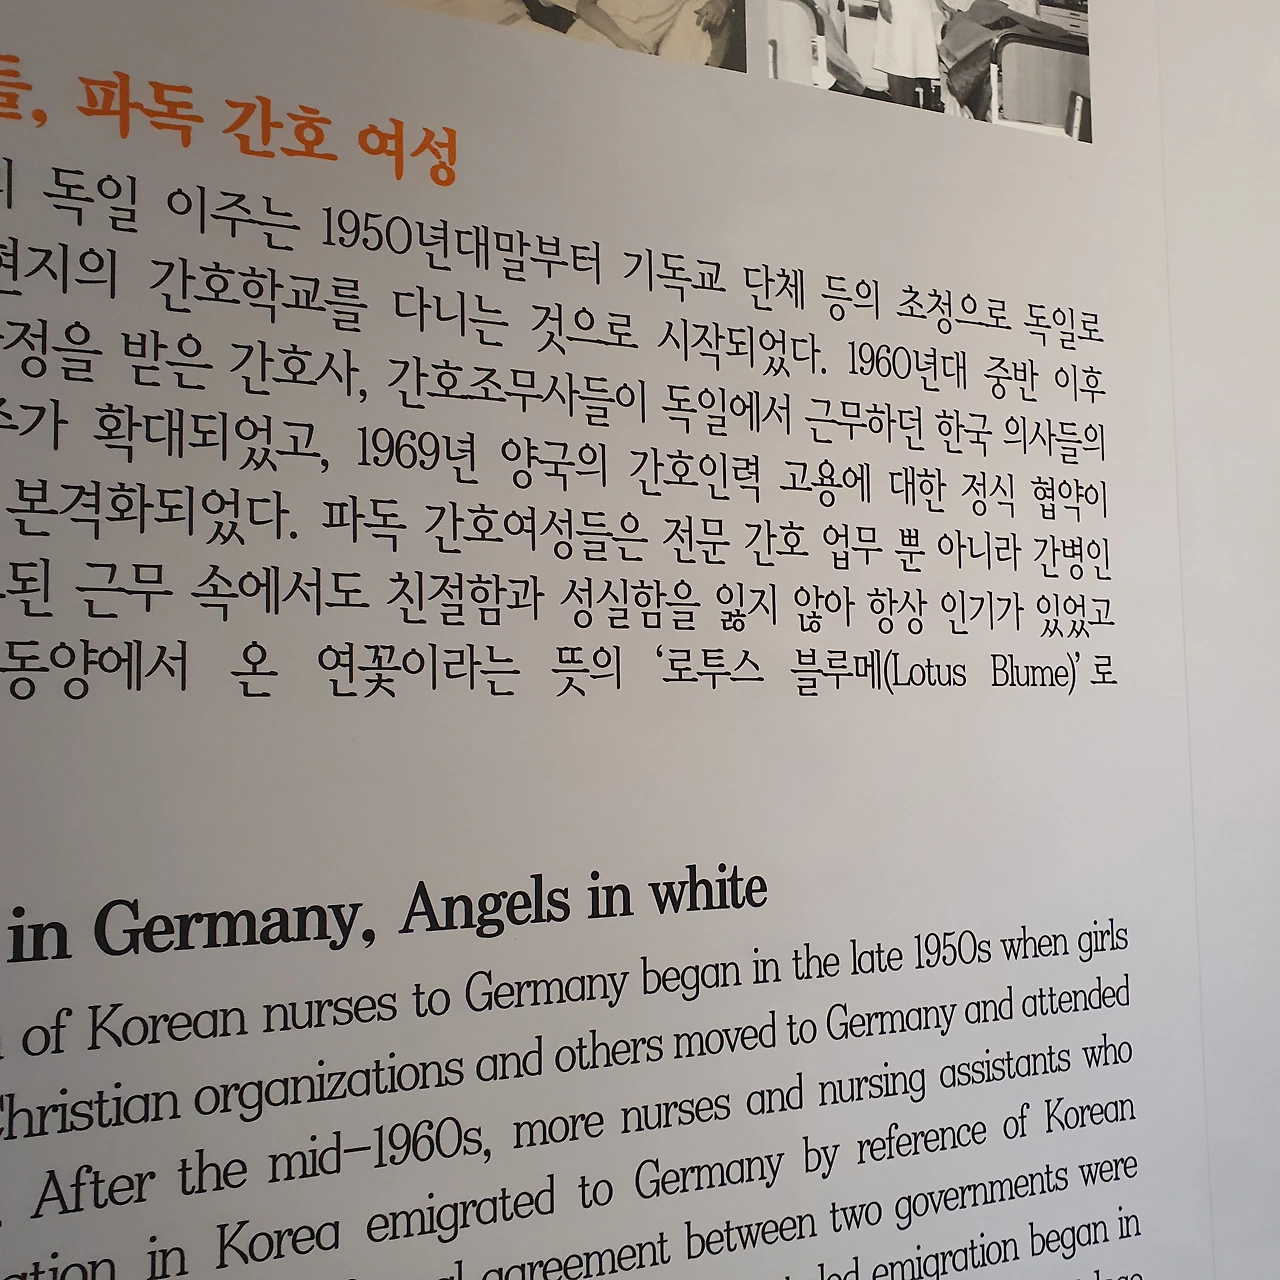 들, 파독 간호 여성
독일 이주는 1950년대말부터 기독교 단체 등의 초청으로 독일로
현지의 간호학교를 다니는 것으로 시작되었다. 1960년대 중반 이후
정을 받은 간호사, 간호조무사들이 독일에서 근무하던 한국 의사들의
가 확대되었고, 1969년 양국의 간호인력 고용에 대한 정식 협약이
본격화되었다. 파독 간호여성들은 전문 간호 업무 뿐 아니라 간병인
된 근무 속에서도 친절함과 성실함을 잃지 않아 항상 인기가 있었고
동양에서 온 연꽃이라는 뜻의 ‘로투스 블루메(Lotus Blume)’로
in Germany, Angels in white
of Korean nurses to Germany began in the late 1950s when girls
Christian organizations and others moved to Germany and attended
. After the mid-1960s, more nurses and nursing assistants who
ation in Korea emigrated to Germany by reference of Korean
agreement between two governments were
emigration began in